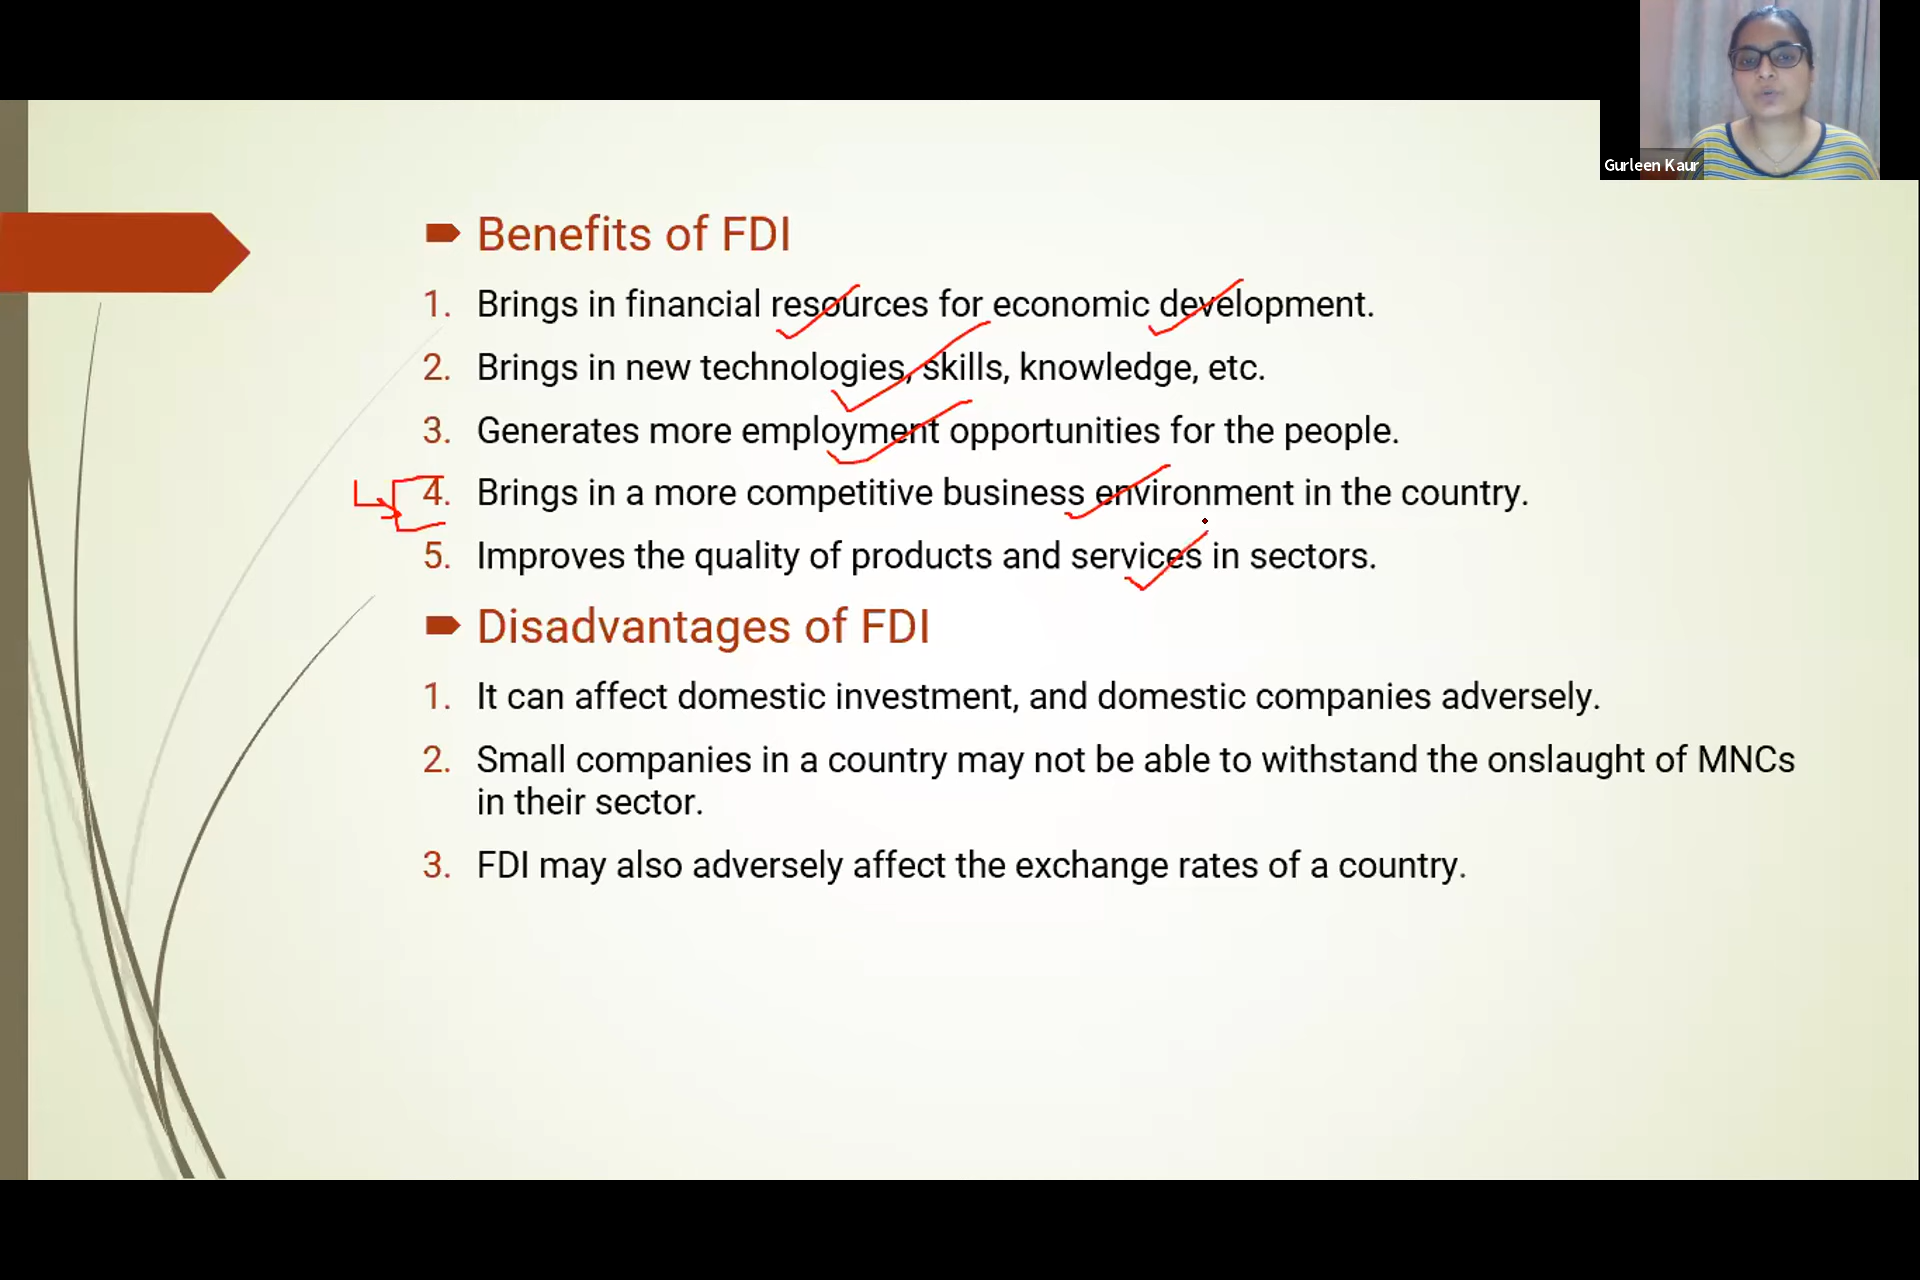 Gurleen Kaur
Benefits of FDI
1. Brings in financial resources for economic development.
2. Brings in new technologies, skills, knowledge, etc.
3. Generates more employment opportunities for the people.
4. Brings in a more competitive business environment in the country.
5. Improves the quality of products and services in sectors.
Disadvantages of FDI
1. It can affect domestic investment, and domestic companies adversely.
2. Small companies in a country may not be able to withstand the onslaught of MNCs
in their sector.
3. FDI may also adversely affect the exchange rates of a country.